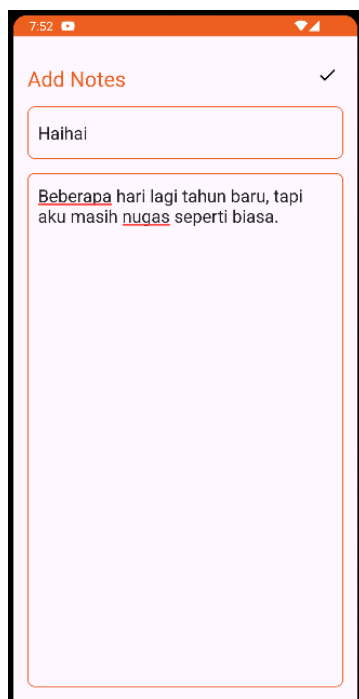 7:52
Add Notes
Haihai
Beberapa hari lagi tahun baru, tapi
aku masih nugas seperti biasa.